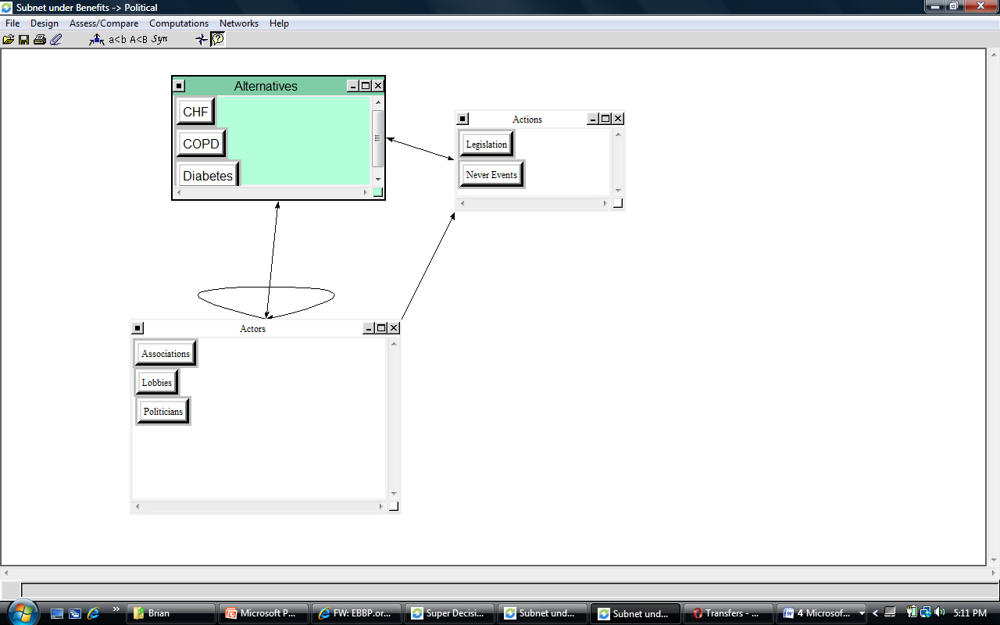 Subnet under Benefits -> Political
File Design Assess/Compare Computations Networks Help
a<b A<B Syn
Alternatives
CHF
COPD
Diabetes
Actions
Legislation
Never Events
Actors
Associations
Lobbies
Politicians
Brian Microsoft P... FW: EBBP.or... Super Decisi... Subnet und... Subnet und... Transfers - ... 4 Microsof... 5:11 PM